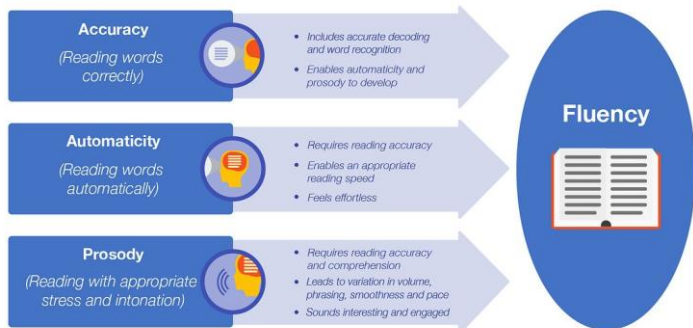 Accuracy
(Reading words
correctly)
• Includes accurate decoding
and word recognition
• Enables automaticity and
prosody to develop
Automaticity
(Reading words
automatically)
• Requires reading accuracy
• Enables an appropriate
reading speed
• Feels effortless
Prosody
(Reading with appropriate
stress and intonation)
• Requires reading accuracy
and comprehension
• Leads to variation in volume,
phrasing, smoothness and pace
• Sounds interesting and engaged
Fluency